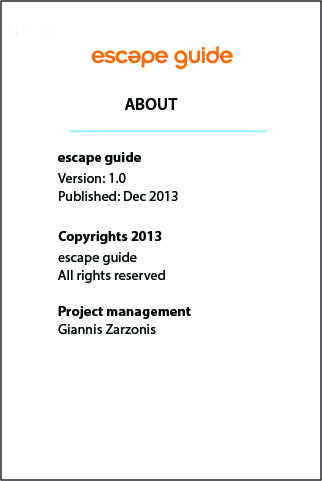 escape guide
ABOUT
escape guide
Version: 1.0
Published: Dec 2013
Copyrights 2013
escape guide
All rights reserved
Project management
Giannis Zarzonis